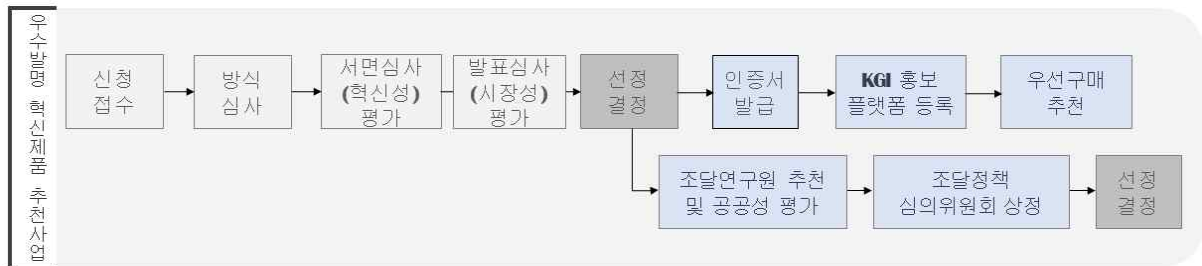 우수발명 혁신제품 추천사업
신청
접수
방식
심사
서면심사
(혁신성)
평가
발표심사
(시장성)
평가
선정
결정
인증서
발급
KGI 홍보
플랫폼 등록
우선구매
추천
조달연구원 추천
및 공공성 평가
조달정책
심의위원회 상정
선정
결정